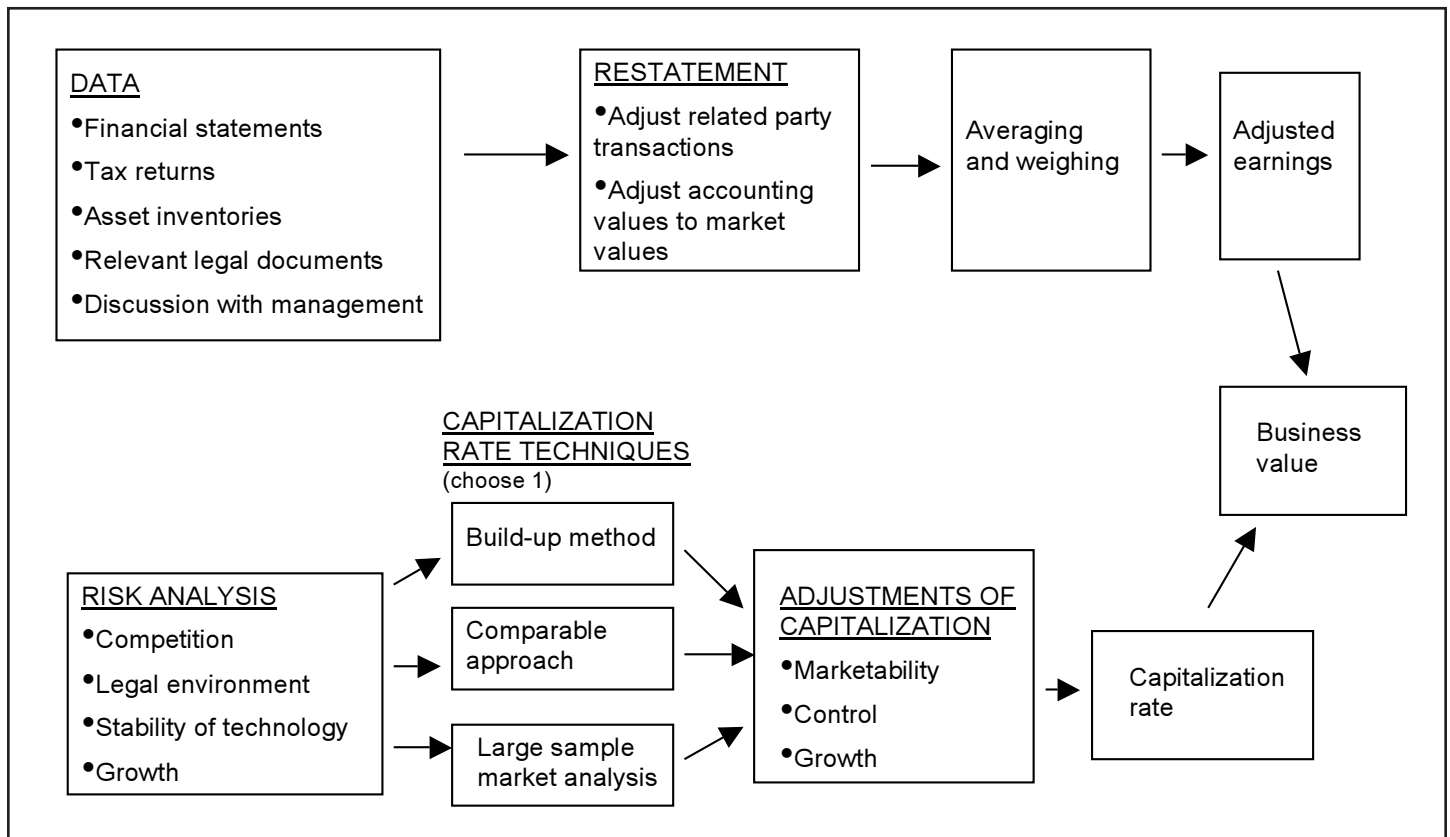 DATA
•Financial statements
•Tax returns
•Asset inventories
•Relevant legal documents
•Discussion with management
RESTATEMENT
•Adjust related party
transactions
•Adjust accounting
values to market
values
Averaging
and weighing
Adjusted
earnings
Business
value
CAPITALIZATION
RATE TECHNIQUES
(choose 1)
Build-up method
Comparable
approach
Large sample
market analysis
RISK ANALYSIS
•Competition
•Legal environment
•Stability of technology
•Growth
ADJUSTMENTS OF
CAPITALIZATION
•Marketability
•Control
•Growth
Capitalization
rate